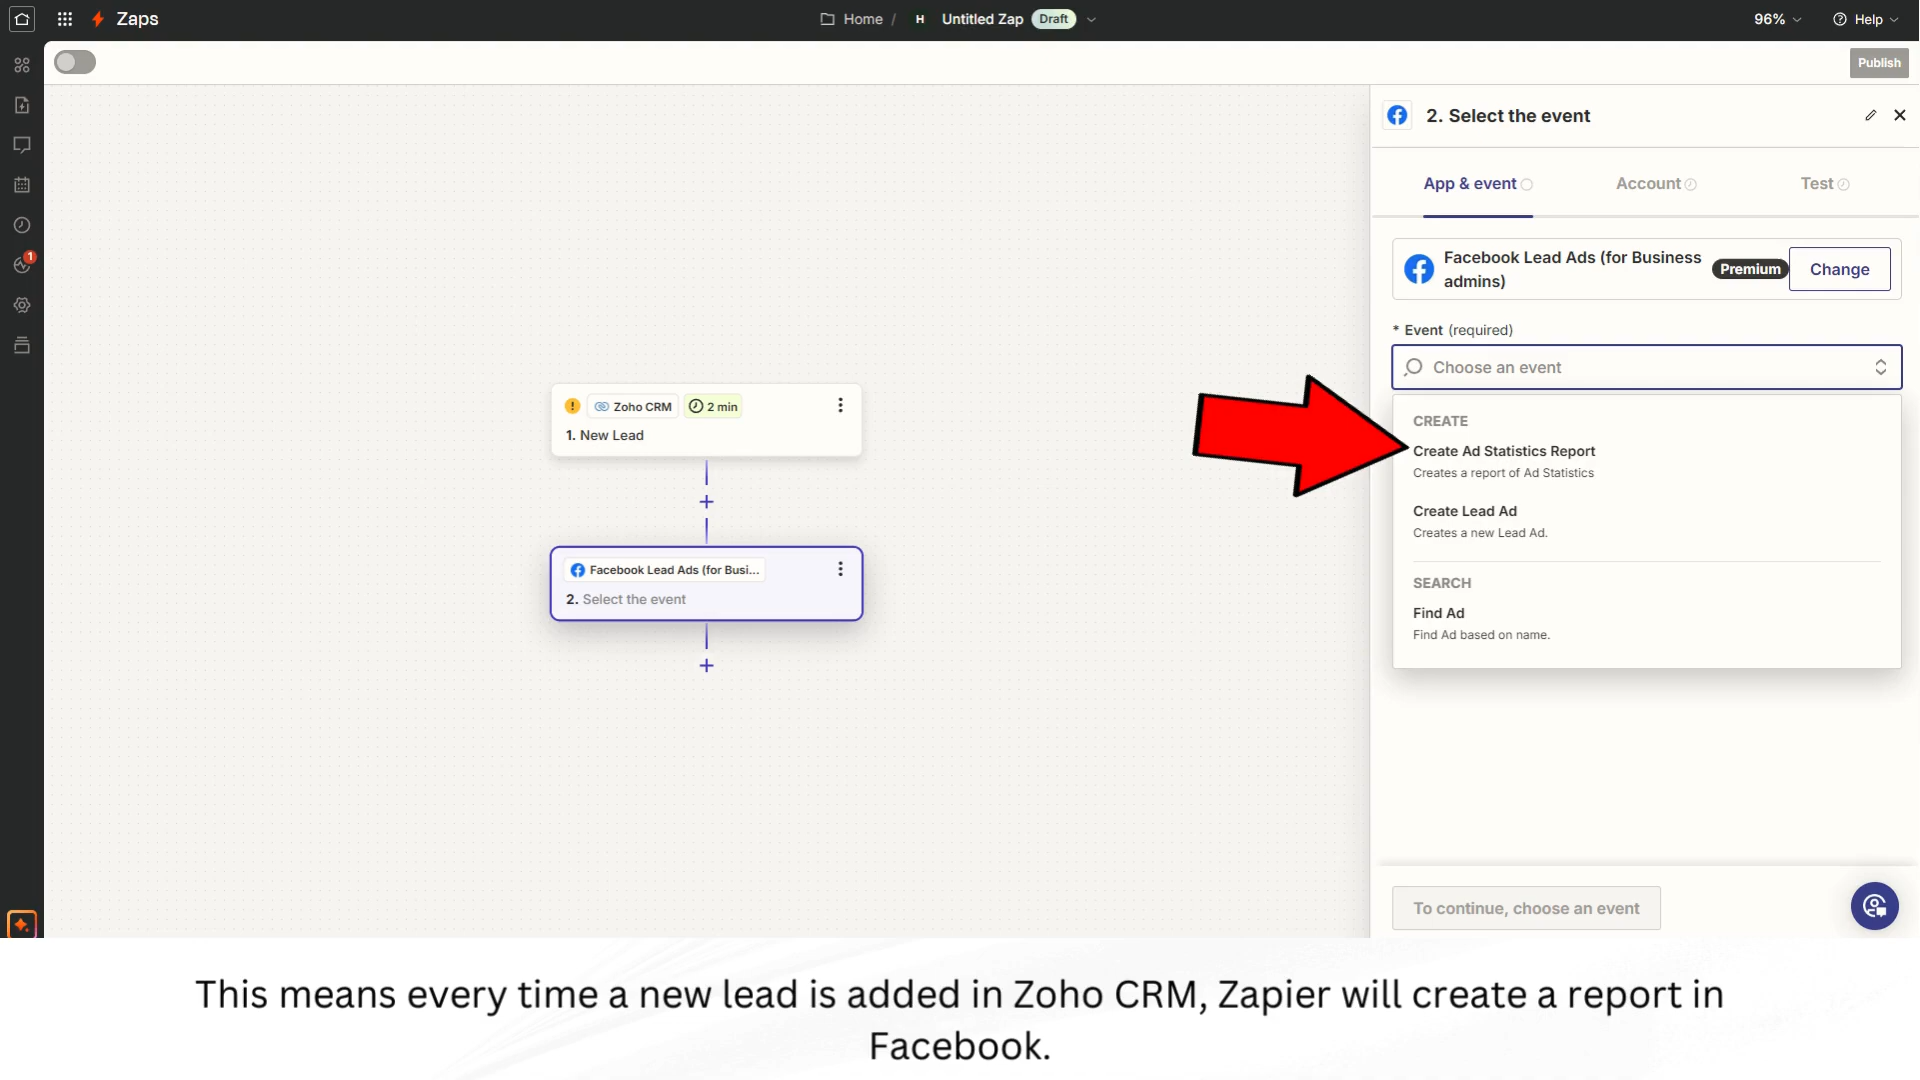 Zaps
Home / H Untitled Zap Draft
96%
Help
Publish
1
2. Select the event
App & event
Account
Test
Facebook Lead Ads (for Business admins)
Premium
Change
* Event (required)
Choose an event
CREATE
Create Ad Statistics Report
Creates a report of Ad Statistics
Create Lead Ad
Creates a new Lead Ad.
SEARCH
Find Ad
Find Ad based on name.
To continue, choose an event
Zoho CRM
2 min
1. New Lead
Facebook Lead Ads (for Busi...
2. Select the event
This means every time a new lead is added in Zoho CRM, Zapier will create a report in
Facebook.